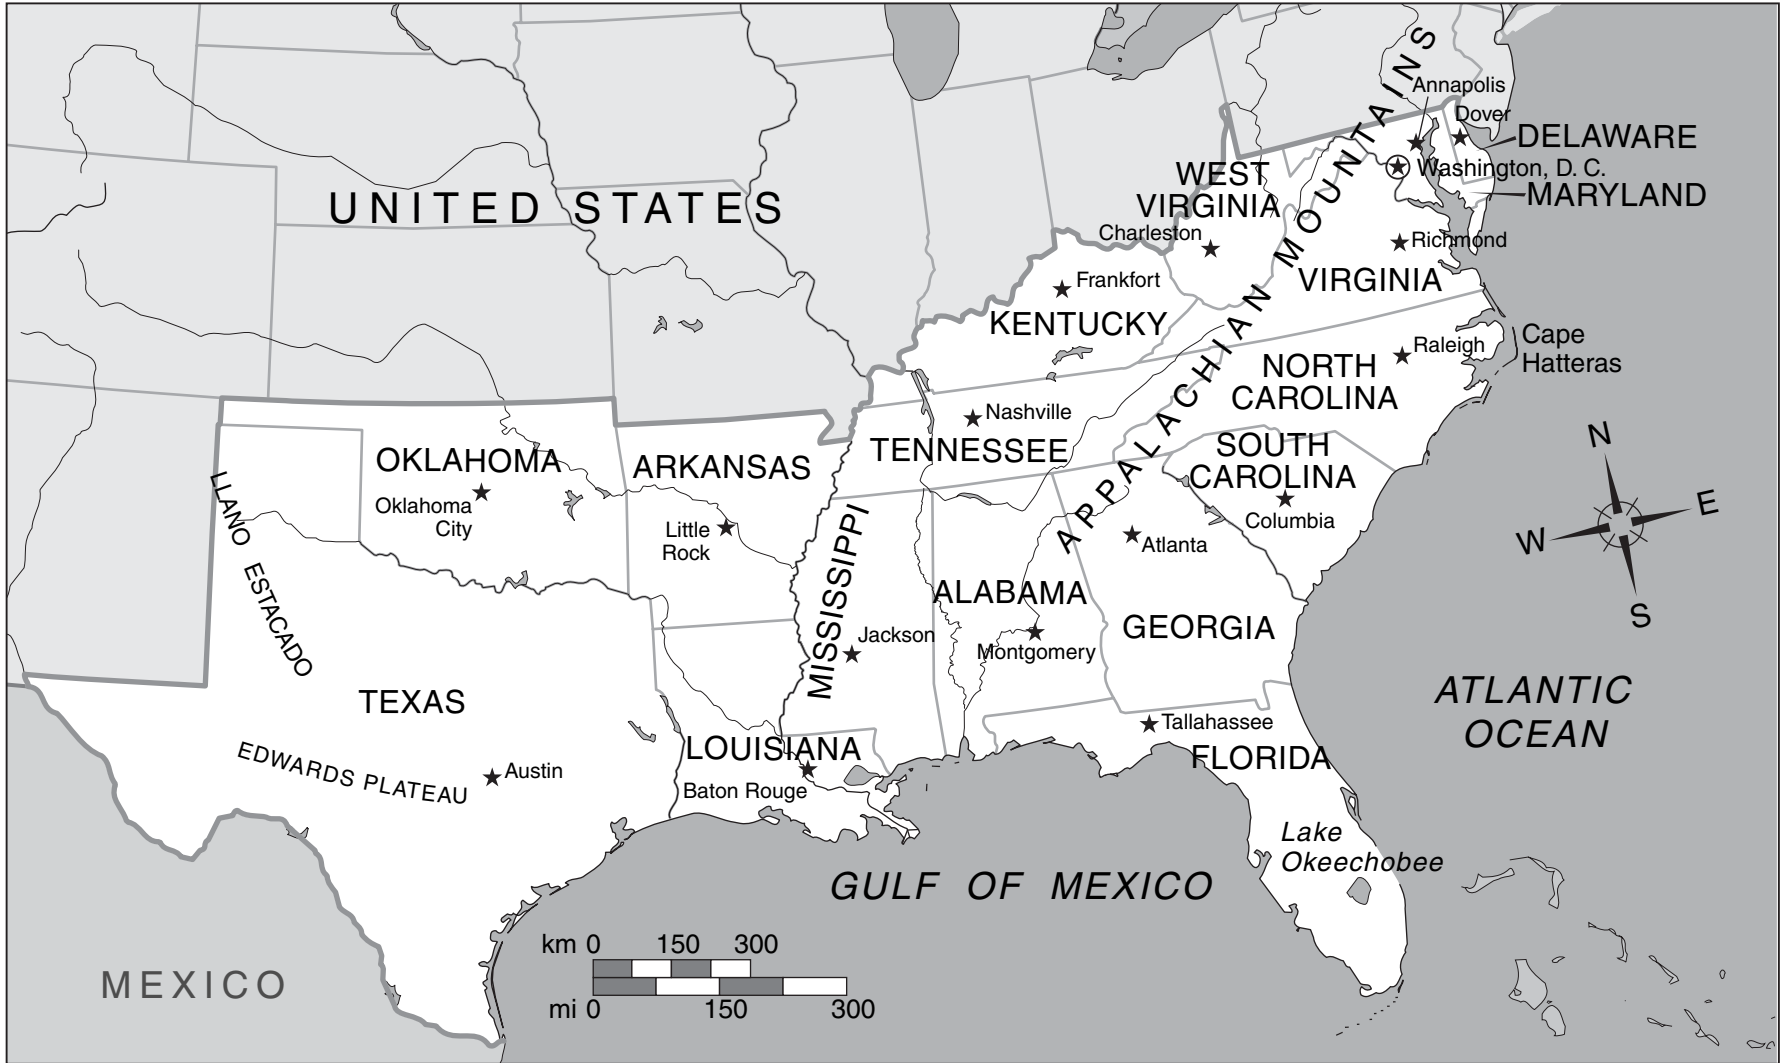 APPALACHIAN MOUNTAINS
Annapolis
Dover
DELAWARE
Washington, D. C.
MARYLAND
WEST
VIRGINIA
UNITED STATES
Charleston
Richmond
VIRGINIA
Frankfort
KENTUCKY
Cape
Hatteras
Raleigh
NORTH
CAROLINA
Nashville
TENNESSEE
SOUTH
CAROLINA
Columbia
OKLAHOMA
Oklahoma
City
ARKANSAS
Little
Rock
LLANO ESTACADO
MISSISSIPPI
Jackson
ALABAMA
Montgomery
Atlanta
GEORGIA
N
E
W
S
TEXAS
EDWARDS PLATEAU
Austin
LOUISIANA
Baton Rouge
Tallahassee
FLORIDA
ATLANTIC
OCEAN
Lake
Okeechobee
GULF OF MEXICO
MEXICO
km 0 150 300
mi 0 150 300